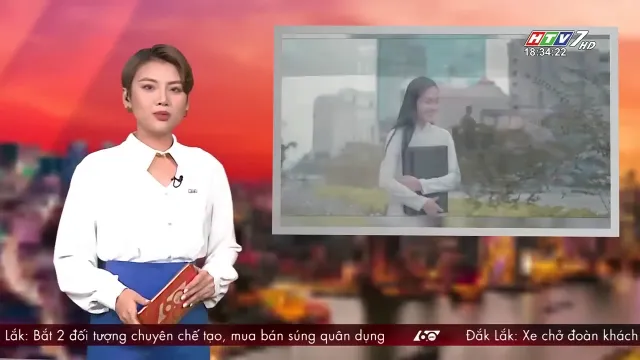 HTV7 HD
18:34:22
Lắk: Bắt 2 đối tượng chuyên chế tạo, mua bán súng quân dụng
60
Đắk Lắk: Xe chở đoàn khách